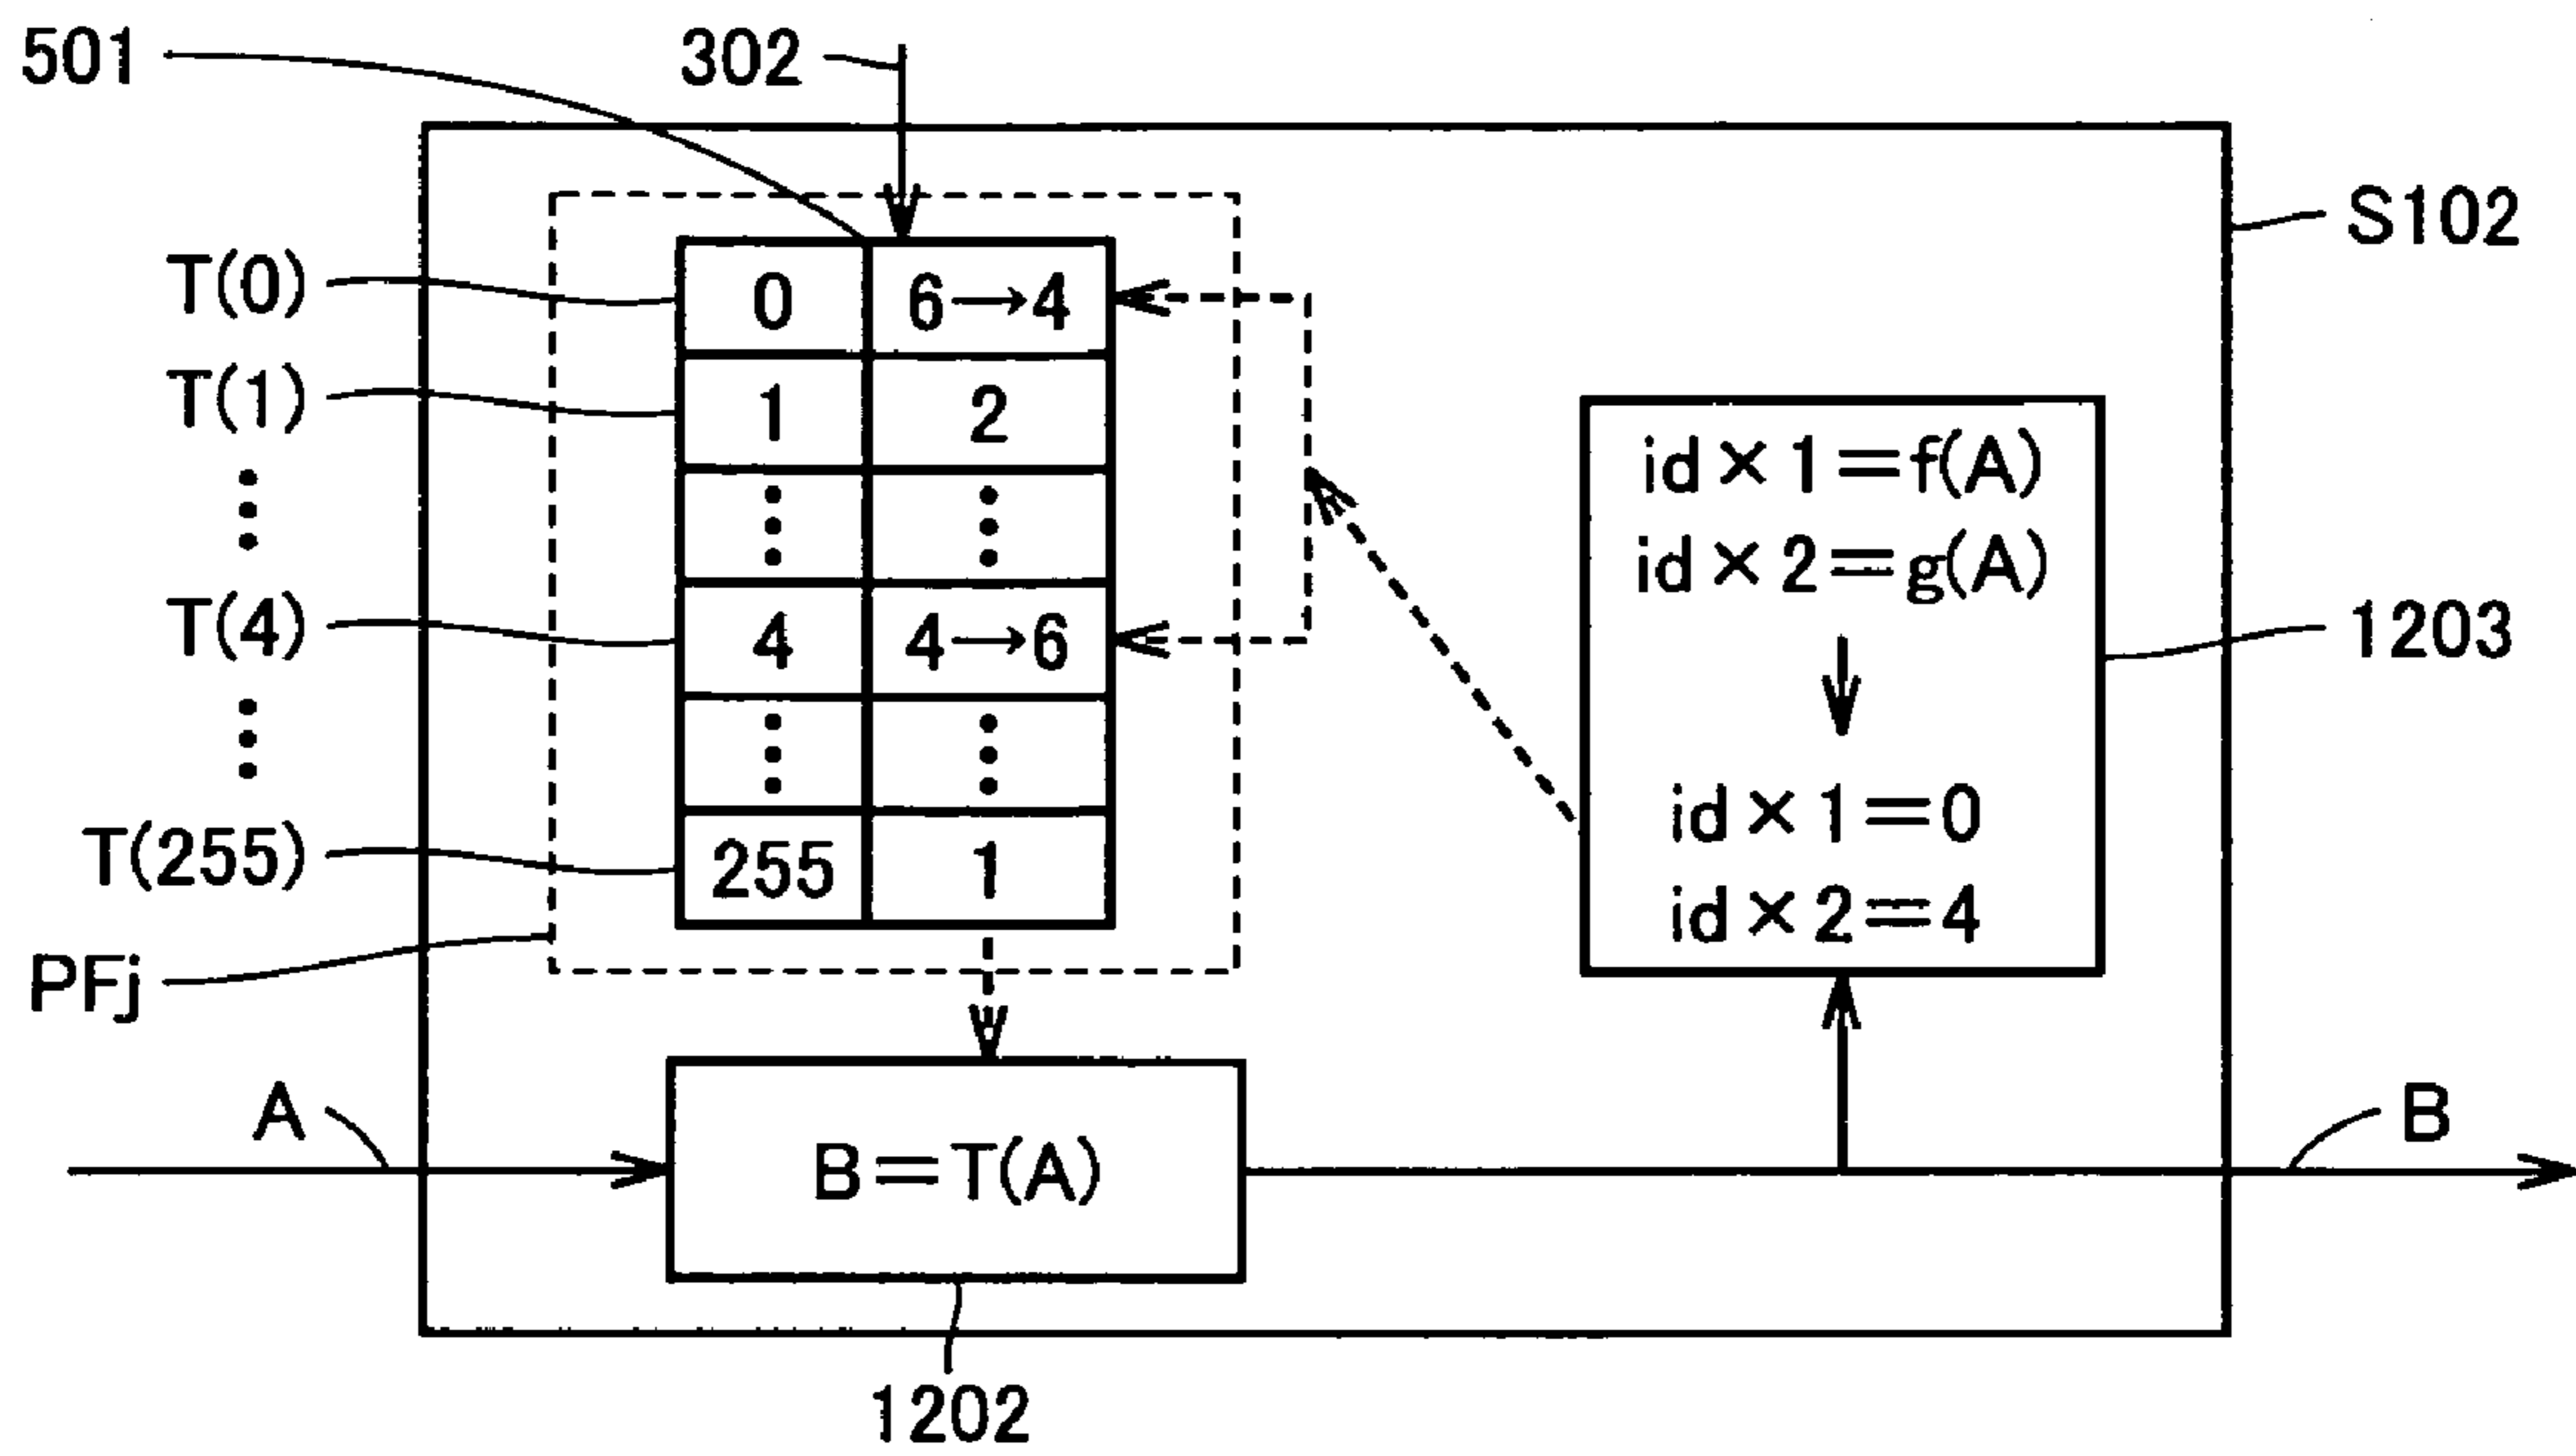 501
302
S102
T(0)
0
6→4
T(1)
1
2
T(4)
4
4→6
T(255)
255
1
PFj
id×1=f(A)
id×2=g(A)
↓
id×1=0
id×2=4
1203
A
B=T(A)
B
1202